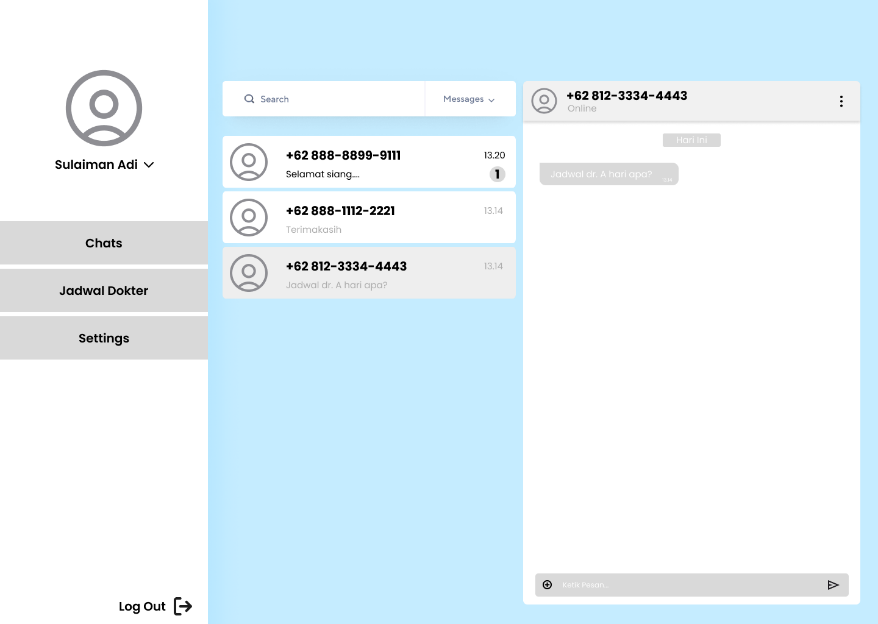 Sulaiman Adi
Chats
Jadwal Dokter
Settings
Log Out
Search
Messages
+62 888-8899-9111
13.20
Selamat siang....
1
+62 888-1112-2221
13.14
Terimakasih
+62 812-3334-4443
13.14
Jadwal dr. A hari apa?
+62 812-3334-4443
Online
Hari Ini
Jadwal dr. A hari apa?
Ketik Pesan...